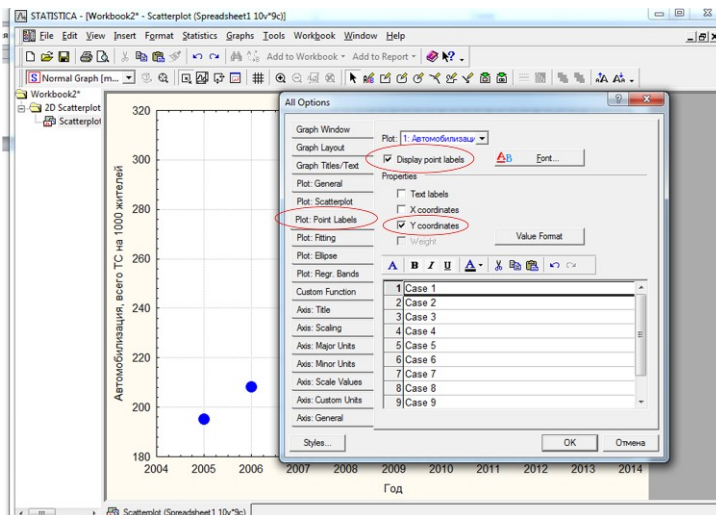 STATISTICA - [Workbook2* - Scatterplot (Spreadsheet1 10v*9c)]
File Edit View Insert Format Statistics Graphs Tools Workbook Window Help
Add to Workbook Add to Report
Normal Graph [m...
Workbook2*
2D Scatterplot
Scatterplot
Автомобилизация, всего ТС на 1000 жителей
320
300
280
260
240
220
200
180
2004 2005 2006 2007 2008 2009 2010 2011 2012 2013 2014
Год
All Options
Graph Window
Graph Layout
Graph Titles/Text
Plot: General
Plot: Scatterplot
Plot: Point Labels
Plot: Fitting
Plot: Ellipse
Plot: Regr. Bands
Custom Function
Axis: Title
Axis: Scaling
Axis: Major Units
Axis: Minor Units
Axis: Scale Values
Axis: Custom Units
Axis: General
Plot: 1: Автомобилизаци
Display point labels
AB Font...
Properties
Text labels
X coordinates
Y coordinates
Weight
Value Format
A B I U A
1 Case 1
2 Case 2
3 Case 3
4 Case 4
5 Case 5
6 Case 6
7 Case 7
8 Case 8
9 Case 9
Styles...
OK
Отмена
Scatterplot (Spreadsheet1 10v*9c)